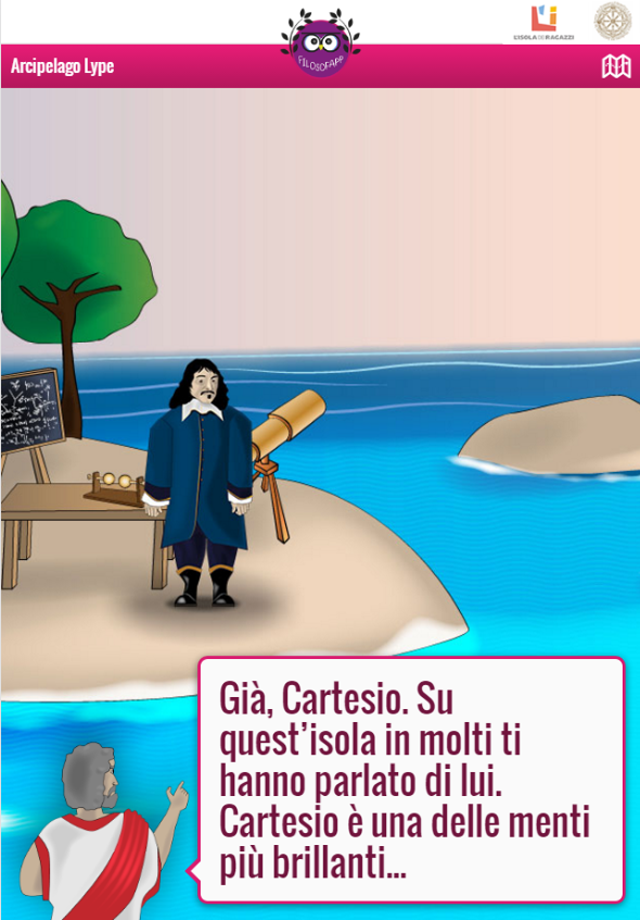 L'ISOLA DEI RAGAZZI
FILOSOFAPP
Arcipelago Lype
Già, Cartesio. Su
quest’isola in molti ti
hanno parlato di lui.
Cartesio è una delle menti
più brillanti...